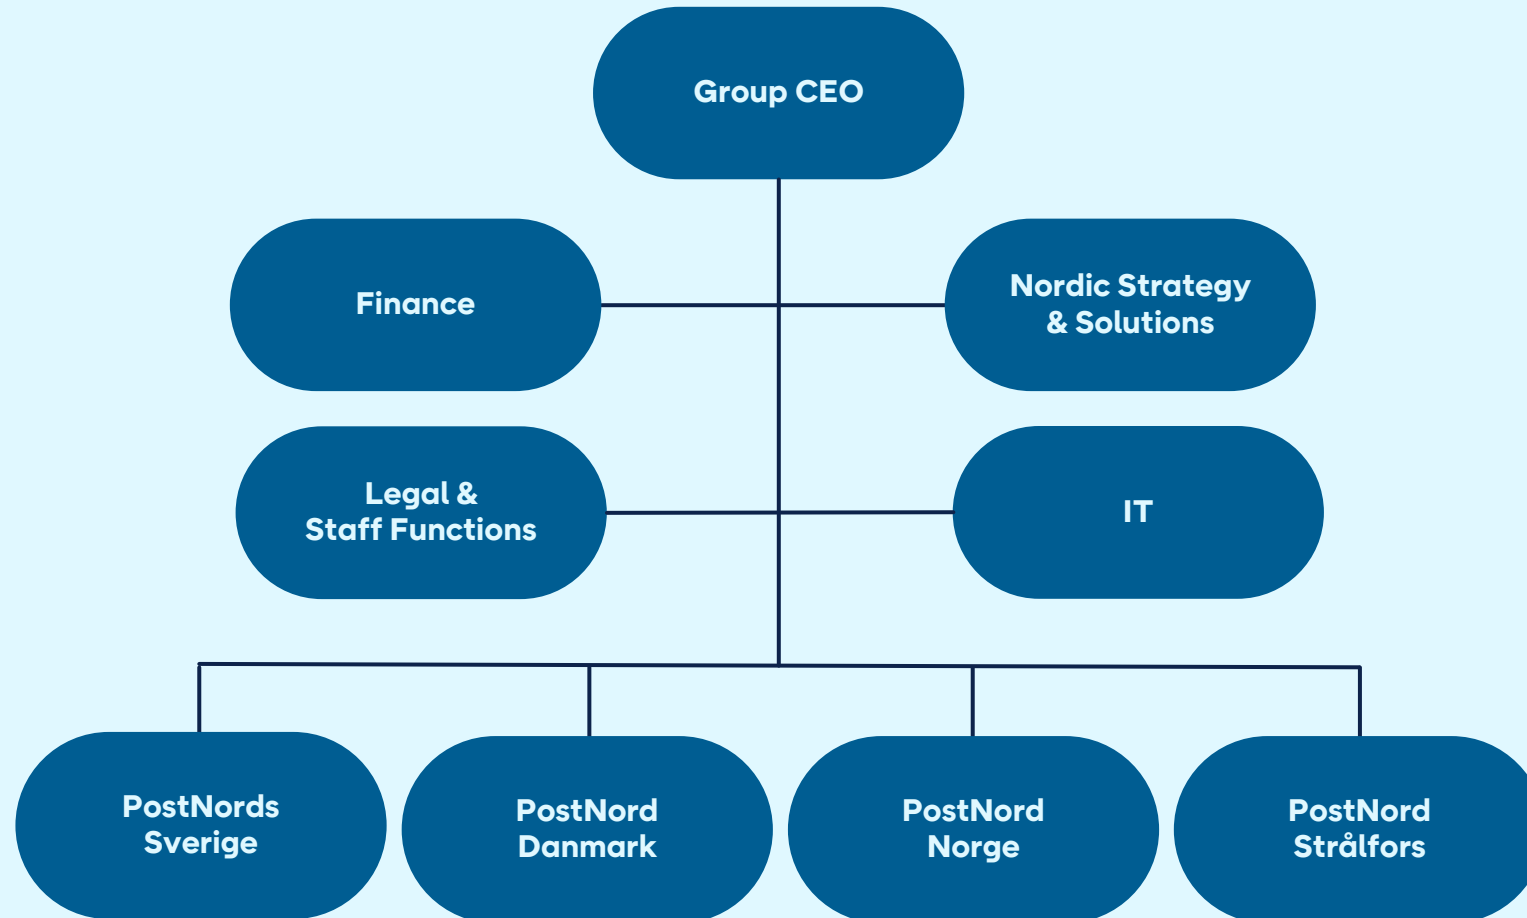 Group CEO
Finance
Nordic Strategy
& Solutions
Legal &
Staff Functions
IT
PostNords
Sverige
PostNord
Danmark
PostNord
Norge
PostNord
Strålfors